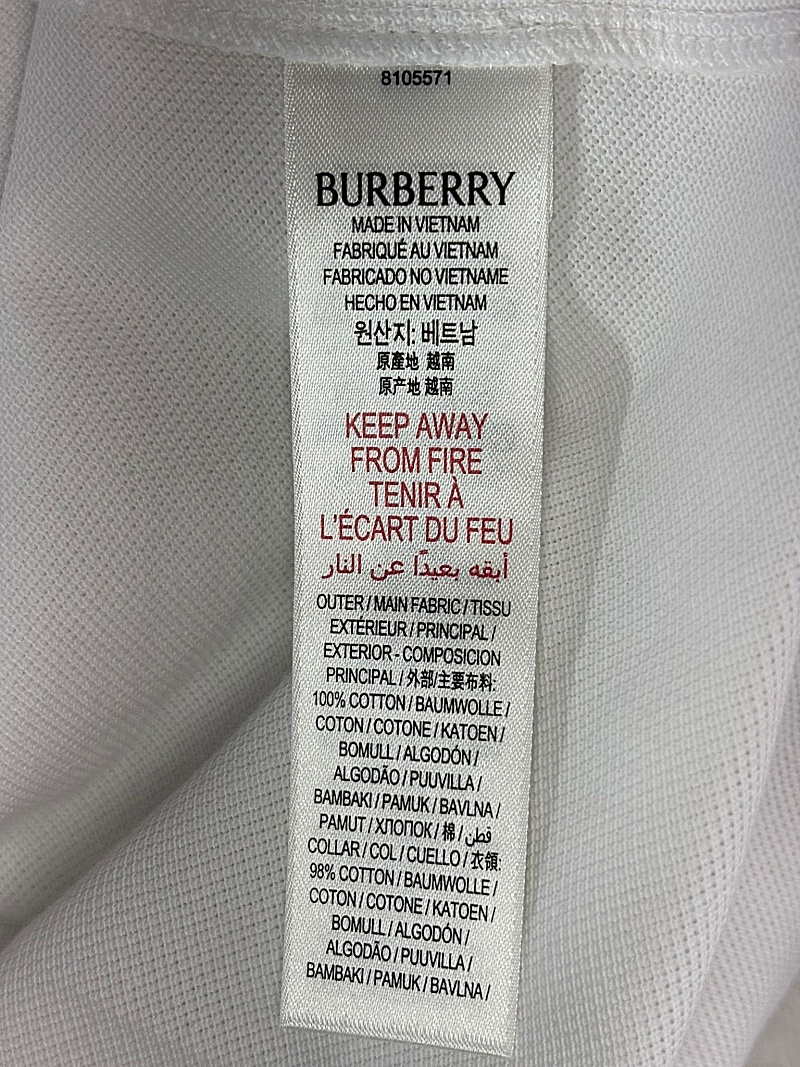 8105571
BURBERRY
MADE IN VIETNAM
FABRIQUÉ AU VIETNAM
FABRICADO NO VIETNAME
HECHO EN VIETNAM
원산지: 베트남
原產地 越南
原产地 越南
KEEP AWAY
FROM FIRE
TENIR À
L'ÉCART DU FEU
أبقه بعيدًا عن النار
OUTER / MAIN FABRIC / TISSU
EXTÉRIEUR / PRINCIPAL /
EXTERIOR - COMPOSICION
PRINCIPAL / 外部/主要布料:
100% COTTON / BAUMWOLLE /
COTON / COTONE / KATOEN /
BOMULL / ALGODÓN /
ALGODÃO / PUUVILLA /
BAMBAKI / PAMUK / BAVLNA /
PAMUT / ХЛОПОК / 棉 / قطن
COLLAR / COL / CUELLO / 衣領:
98% COTTON / BAUMWOLLE /
COTON / COTONE / KATOEN /
BOMULL / ALGODÓN /
ALGODÃO / PUUVILLA /
BAMBAKI / PAMUK / BAVLNA /